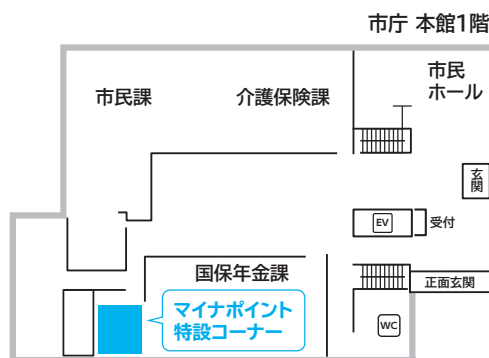 市庁 本館1階
市民課
介護保険課
市民
ホール
玄関
EV
受付
国保年金課
正面玄関
マイナポイント
特設コーナー
WC